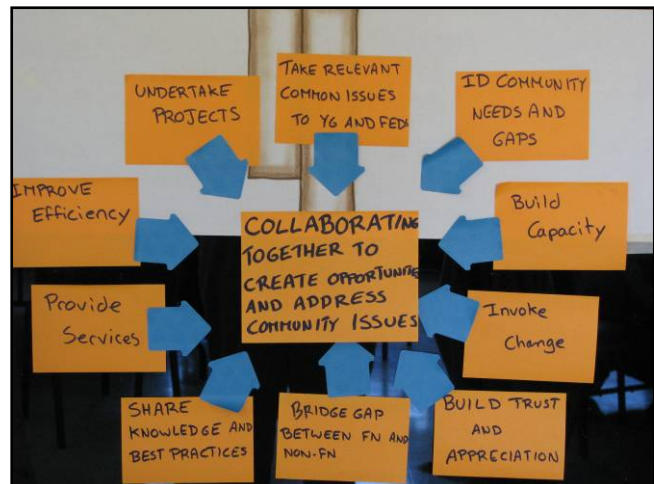 UNDERTAKE
PROJECTS
TAKE RELEVANT
COMMON ISSUES
TO YG AND FEDS
ID COMMUNITY
NEEDS AND
GAPS
IMPROVE
Efficiency
COLLABORATING
TOGETHER TO
CREATE OPPORTUNITIE
AND ADDRESS
COMMUNITY ISSUES
Build
Capacity
Provide
Services
Invoke
Change
SHARE
KNOWLEDGE AND
BEST PRACTICES
BRIDGE GAP
BETWEEN FN AND
NON-FN
BUILD TRUST
AND
APPRECIATION